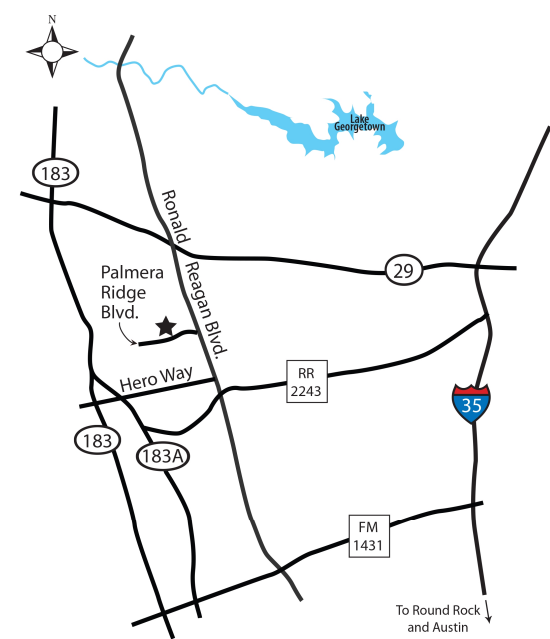 N
Lake
Georgetown
183
Ronald
Reagan Blvd.
29
Palmera
Ridge
Blvd.
Hero Way
RR
2243
35
183
183A
FM
1431
To Round Rock
and Austin